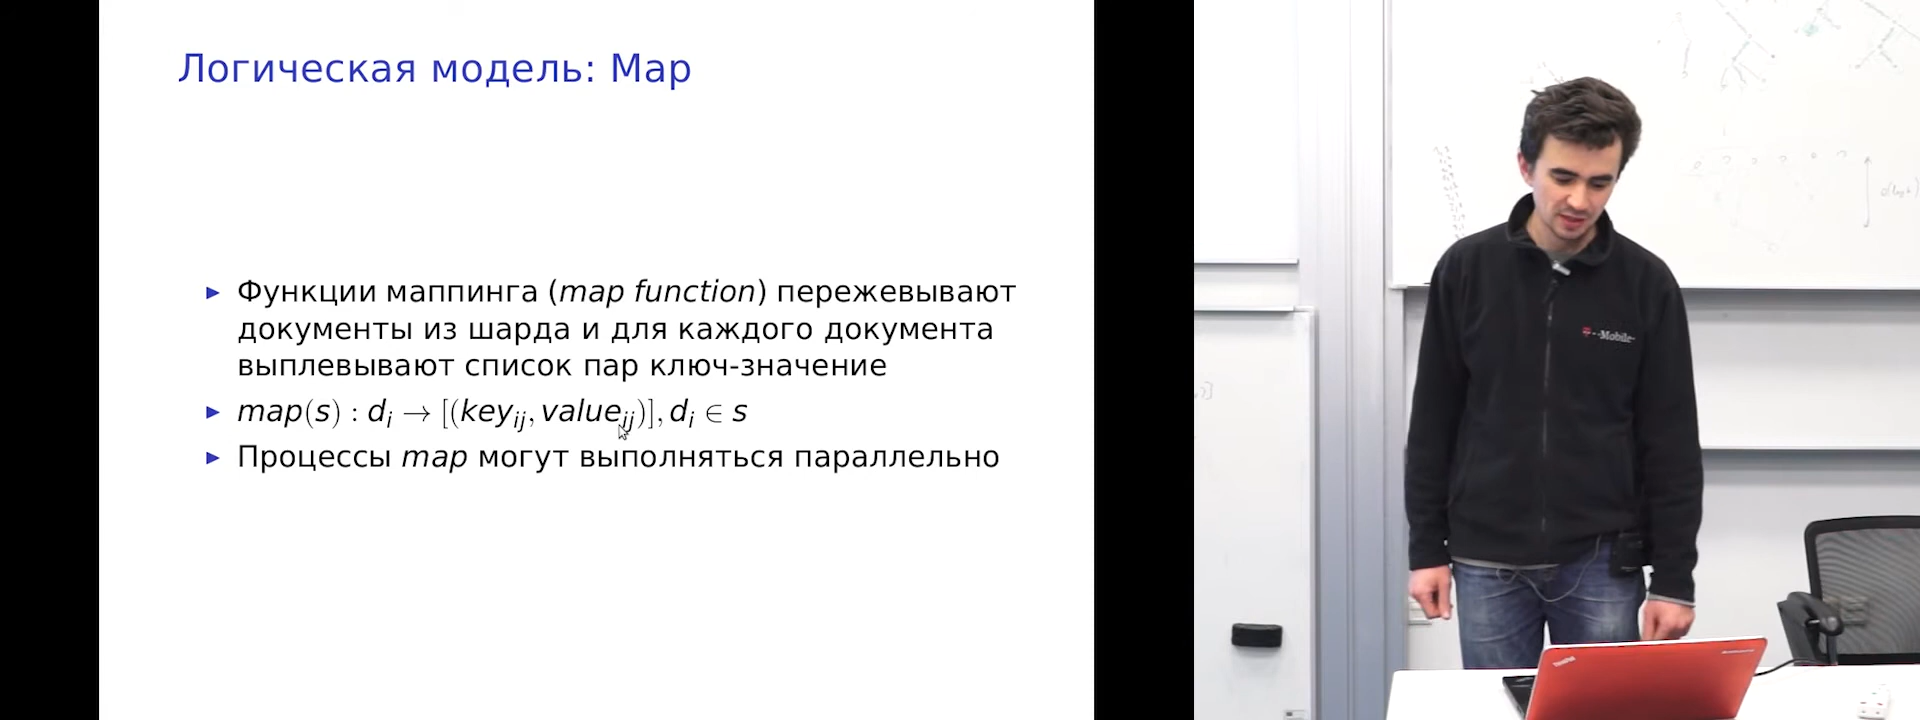 Логическая модель: Map
▸ Функции маппинга (map function) пережевывают
документы из шарда и для каждого документа
выплевывают список пар ключ-значение
▸ map(s) : dᵢ → [(keyᵢⱼ, valueᵢⱼ)], dᵢ ∈ s
▸ Процессы map могут выполняться параллельно
T··Mobile·
ThinkPad